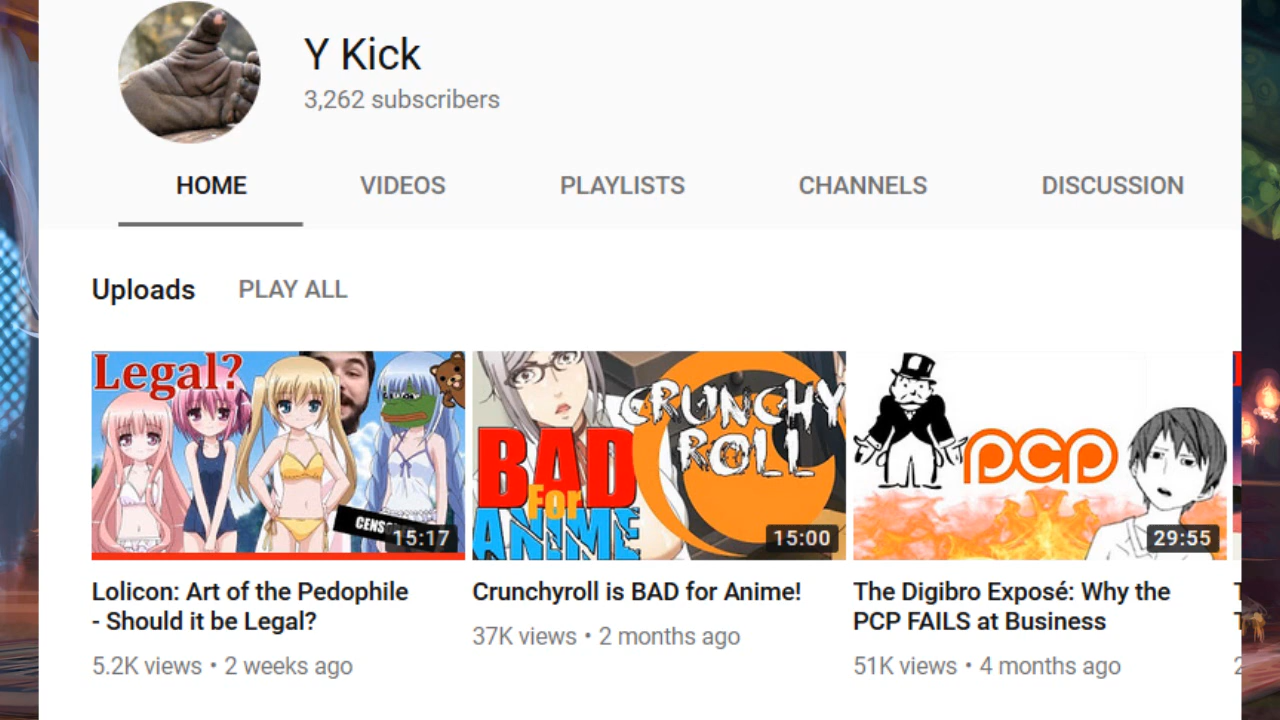 Y Kick
3,262 subscribers
HOME VIDEOS PLAYLISTS CHANNELS DISCUSSION
Uploads PLAY ALL
Legal?
15:17
BAD
For
ANIME
CRUNCHY
ROLL
15:00
pcp
29:55
Lolicon: Art of the Pedophile
- Should it be Legal?
5.2K views • 2 weeks ago
Crunchyroll is BAD for Anime!
37K views • 2 months ago
The Digibro Exposé: Why the
PCP FAILS at Business
51K views • 4 months ago